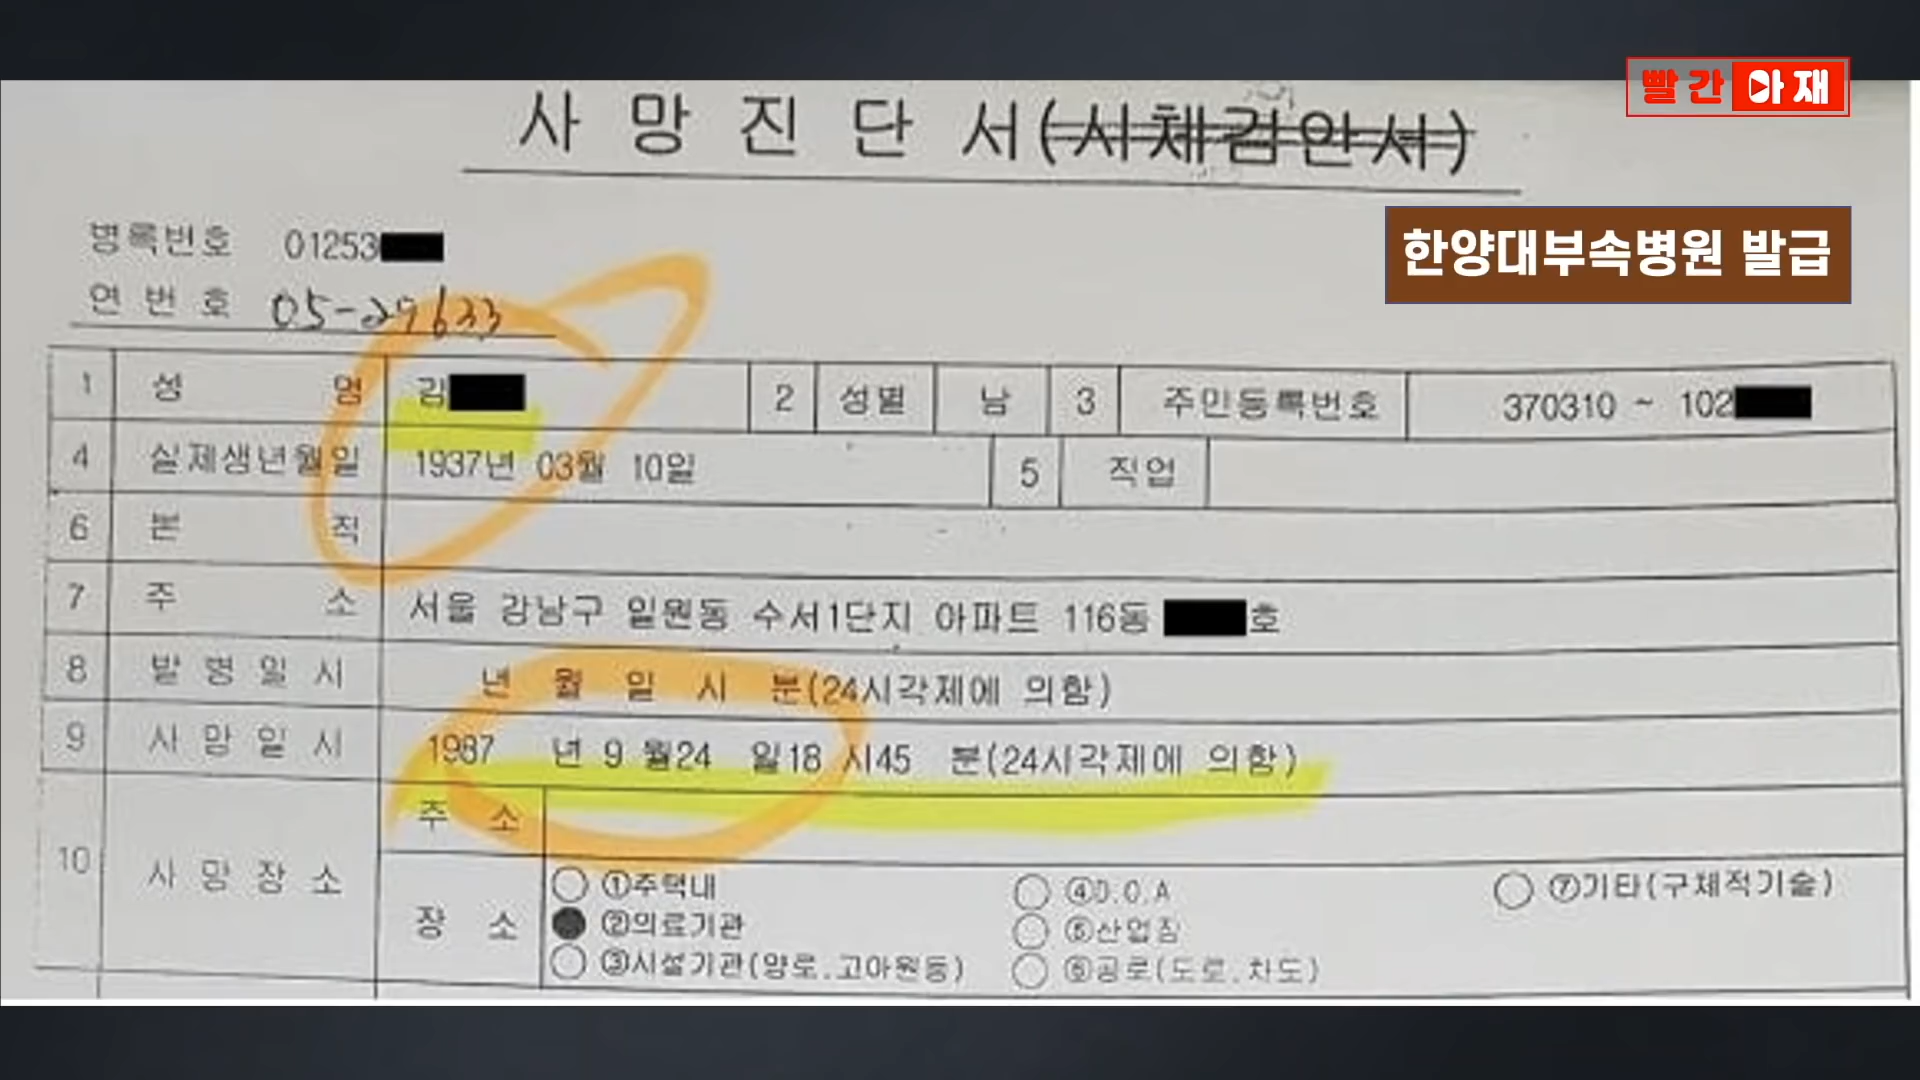 빨간아재
사 망 진 단 서(시체검안서)
한양대부속병원 발급
병록번호 01253
연 번 호 05-29633
1 성 명 김 2 성별 남 3 주민등록번호 370310 ~ 102
4 실제생년월일 1937년 03월 10일 5 직업
6 본 적
7 주 소 서울 강남구 일원동 수서1단지 아파트 116동 호
8 발 병 일 시 년 월 일 시 분(24시각제에 의함)
9 사 망 일 시 1987 년 9 월24 일18 시45 분(24시각제에 의함)
10 사 망 장 소 주 소
장 소 ①주택내 ④D.O.A ⑦기타(구체적기술)
②의료기관 ⑤산업장
③시설기관(양로.고아원등) ⑥공로(도로.차도)